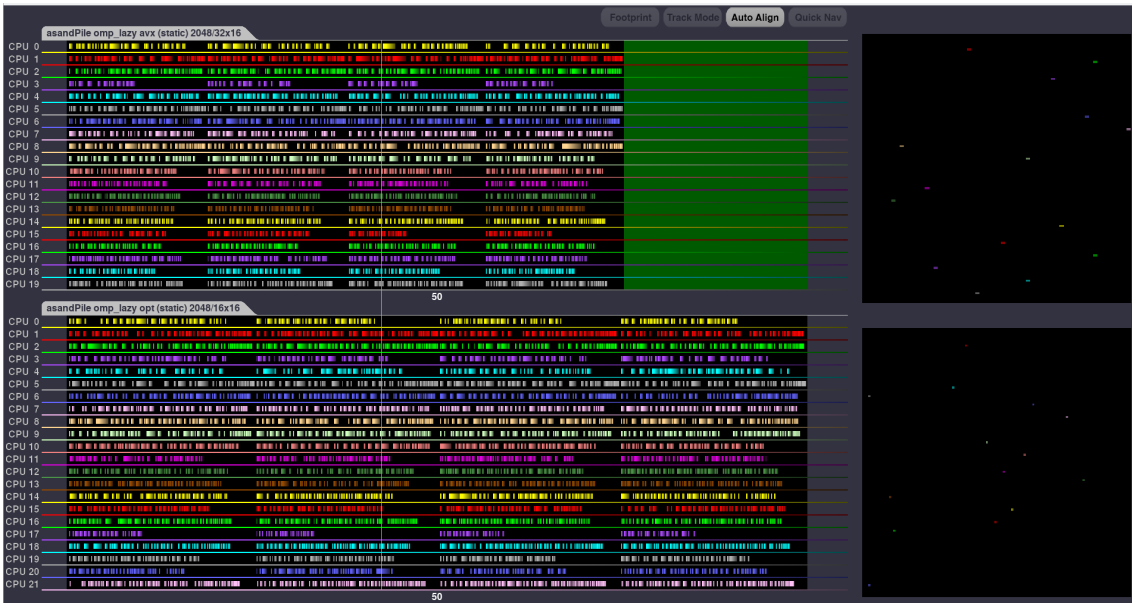 Footprint Track Mode Auto Align Quick Nav
asandPile omp_lazy avx (static) 2048/32x16
CPU 0
CPU 1
CPU 2
CPU 3
CPU 4
CPU 5
CPU 6
CPU 7
CPU 8
CPU 9
CPU 10
CPU 11
CPU 12
CPU 13
CPU 14
CPU 15
CPU 16
CPU 17
CPU 18
CPU 19
50
asandPile omp_lazy opt (static) 2048/16x16
CPU 0
CPU 1
CPU 2
CPU 3
CPU 4
CPU 5
CPU 6
CPU 7
CPU 8
CPU 9
CPU 10
CPU 11
CPU 12
CPU 13
CPU 14
CPU 15
CPU 16
CPU 17
CPU 18
CPU 19
CPU 20
CPU 21
50